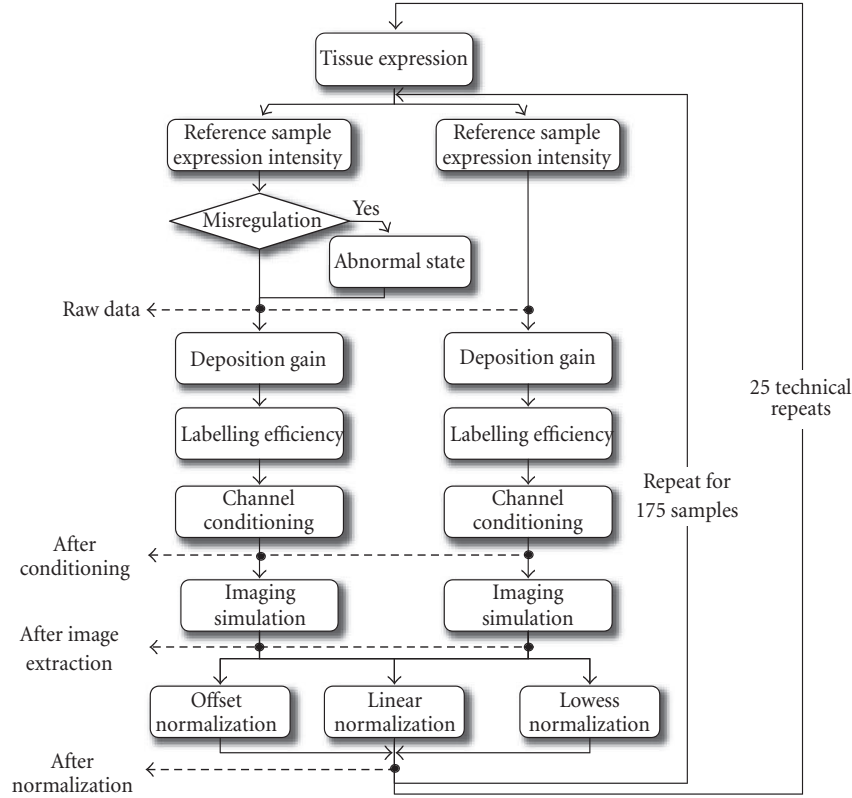 Tissue expression
Reference sample
expression intensity
Reference sample
expression intensity
Misregulation
Yes
Abnormal state
Raw data
Deposition gain
Deposition gain
25 technical
repeats
Labelling efficiency
Labelling efficiency
Repeat for
175 samples
Channel
conditioning
Channel
conditioning
After
conditioning
Imaging
simulation
Imaging
simulation
After image
extraction
Offset
normalization
Linear
normalization
Lowess
normalization
After
normalization